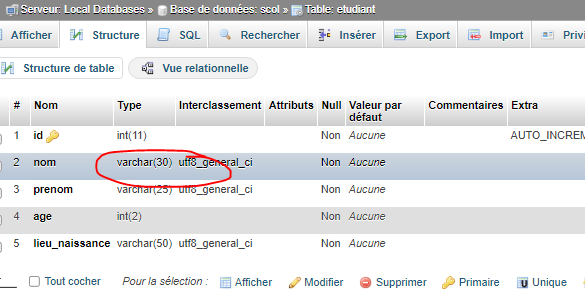 Serveur: Local Databases » Base de données: scol » Table: etudiant
Afficher Structure SQL Rechercher Insérer Export Import Privi
Structure de table Vue relationnelle
# Nom Type Interclassement Attributs Null Valeur par défaut Commentaires Extra
1 id int(11) Non Aucune AUTO_INCREM
2 nom varchar(30) utf8_general_ci Non Aucune
3 prenom varchar(25) utf8_general_ci Non Aucune
4 age int(2) Non Aucune
5 lieu_naissance varchar(50) utf8_general_ci Non Aucune
Tout cocher Pour la sélection : Afficher Modifier Supprimer Primaire Unique